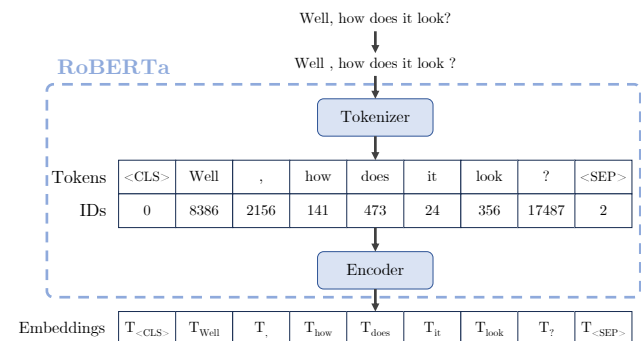 Well, how does it look?
Well , how does it look ?
RoBERTa
Tokenizer
Tokens <CLS> Well , how does it look ? <SEP>
IDs 0 8386 2156 141 473 24 356 17487 2
Encoder
Embeddings T<CLS> TWell T, Thow Tdoes Tit Tlook T? T<SEP>